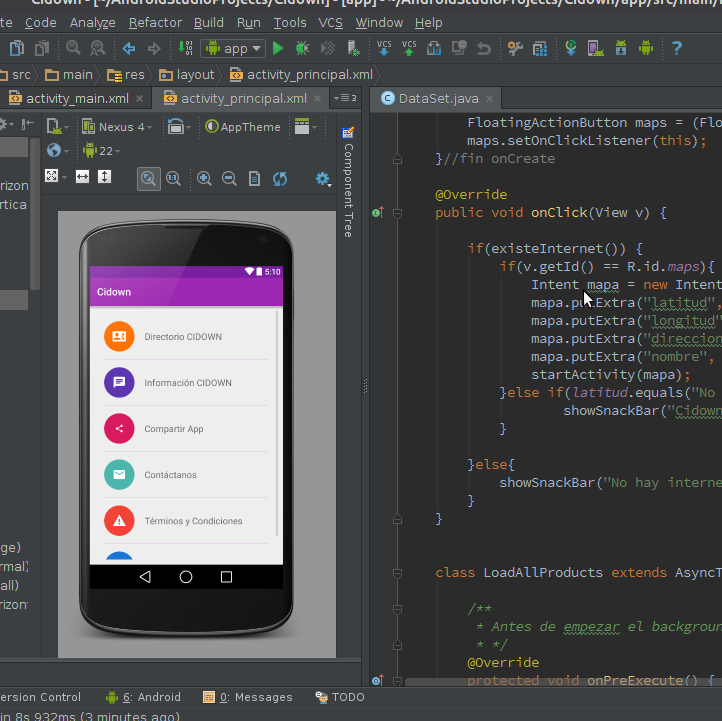 Cidown - [~/AndroidStudioProjects/Cidown] - [app] - ~/AndroidStudioProjects/Cidown/app/src/main/
Code Analyze Refactor Build Run Tools VCS Window Help
app VCS VCS ?
src main res layout activity_principal.xml
activity_main.xml activity_principal.xml 3 DataSet.java
Nexus 4 AppTheme
22
Component Tree
5:10
Cidown
Directorio CIDOWN
Información CIDOWN
Compartir App
Contáctanos
Términos y Condiciones
FloatingActionButton maps = (Flo
maps.setOnClickListener(this);
}//fin onCreate
@Override
public void onClick(View v) {
if(existeInternet()) {
if(v.getId() == R.id.maps){
Intent mapa = new Intent
mapa.putExtra("latitud",
mapa.putExtra("longitud"
mapa.putExtra("direccion
mapa.putExtra("nombre",
startActivity(mapa);
}else if(latitud.equals("No
showSnackBar("Cidown
}
}else{
showSnackBar("No hay interne
}
}
class LoadAllProducts extends AsyncT
/**
* Antes de empezar el backgroun
* */
@Override
protected void onPreExecute() {
ersion Control 6: Android 0: Messages TODO
in 8s 932ms (3 minutes ago)